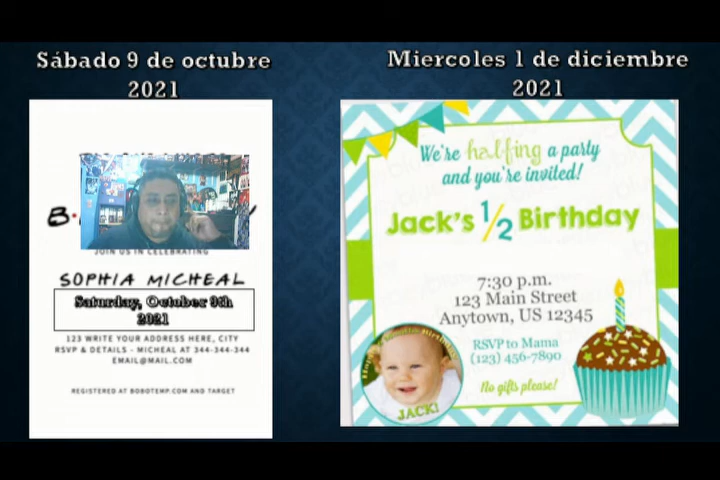 Sábado 9 de octubre
2021
JOIN US IN CELEBRATING
SOPHIA MICHEAL
Saturday, October 9th
2021
123 WRITE YOUR ADDRESS HERE, CITY
RSVP & DETAILS - MICHEAL AT 344-344-344
EMAIL@MAIL.COM
REGISTERED AT BOBOTEMP.COM AND TARGET
Miercoles 1 de diciembre
2021
We're halfing a party
and you're invited!
Jack's 1/2 Birthday
7:30 p.m.
123 Main Street
Anytown, US 12345
RSVP to Mama
(123) 456-7890
No gifts please!
JACK!